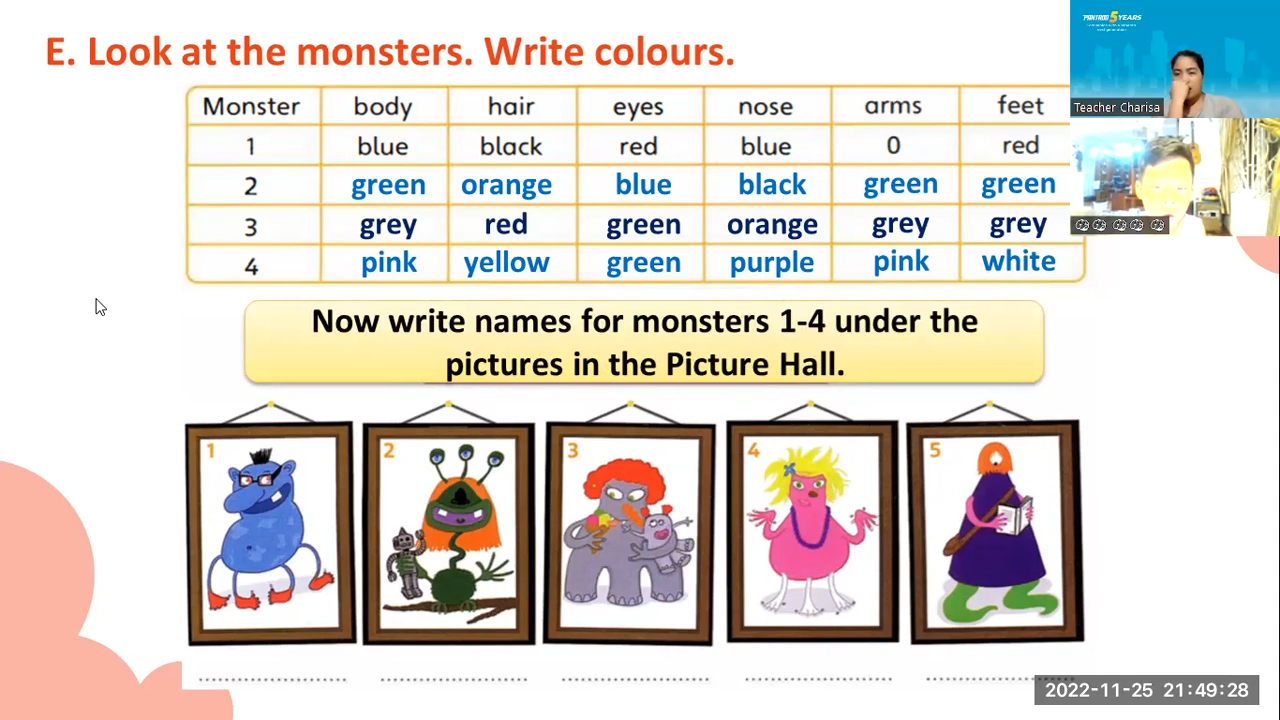 E. Look at the monsters. Write colours.
Monster body hair eyes nose arms feet
1 blue black red blue 0 red
2 green orange blue black green green
3 grey red green orange grey grey
4 pink yellow green purple pink white
Now write names for monsters 1-4 under the
pictures in the Picture Hall.
1 2 3 4 5
5 YEARS
Teacher Charisa
2022-11-25 21:49:28